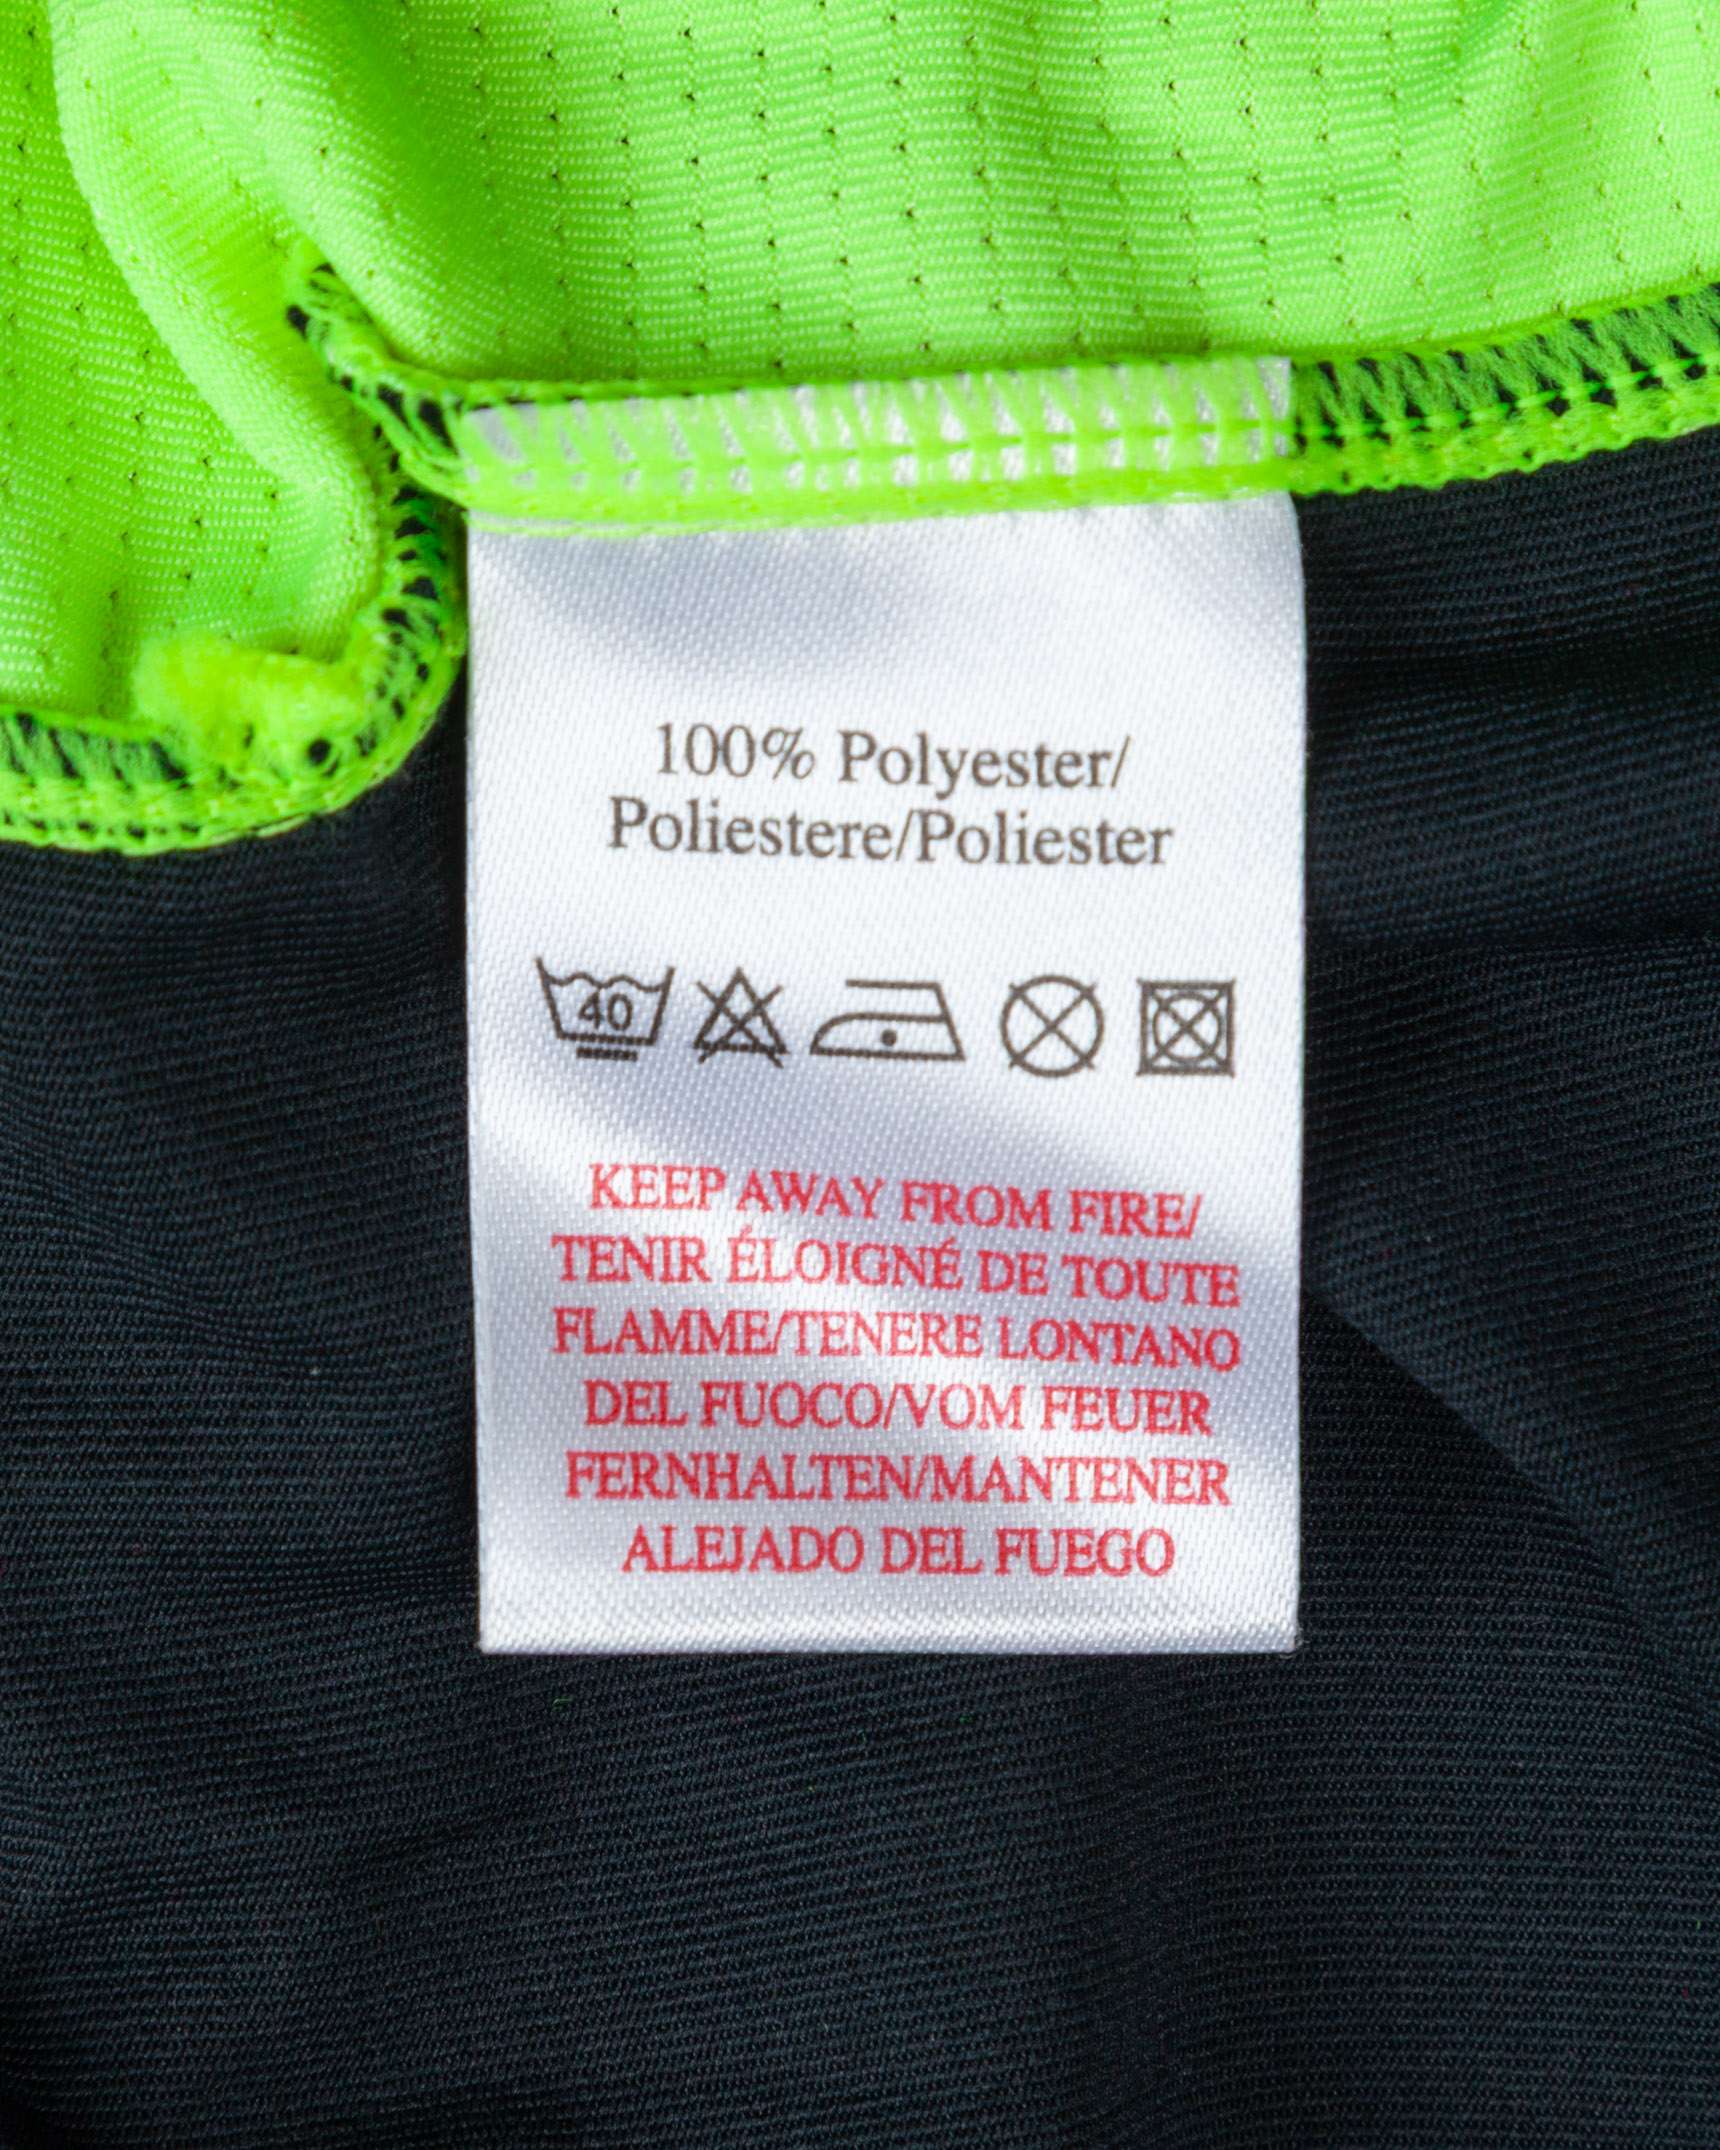 100% Polyester/
Poliestere/Poliester
40
KEEP AWAY FROM FIRE/
TENIR ÉLOIGNÉ DE TOUTE
FLAMME/TENERE LONTANO
DEL FUOCO/VOM FEUER
FERNHALTEN/MANTENER
ALEJADO DEL FUEGO